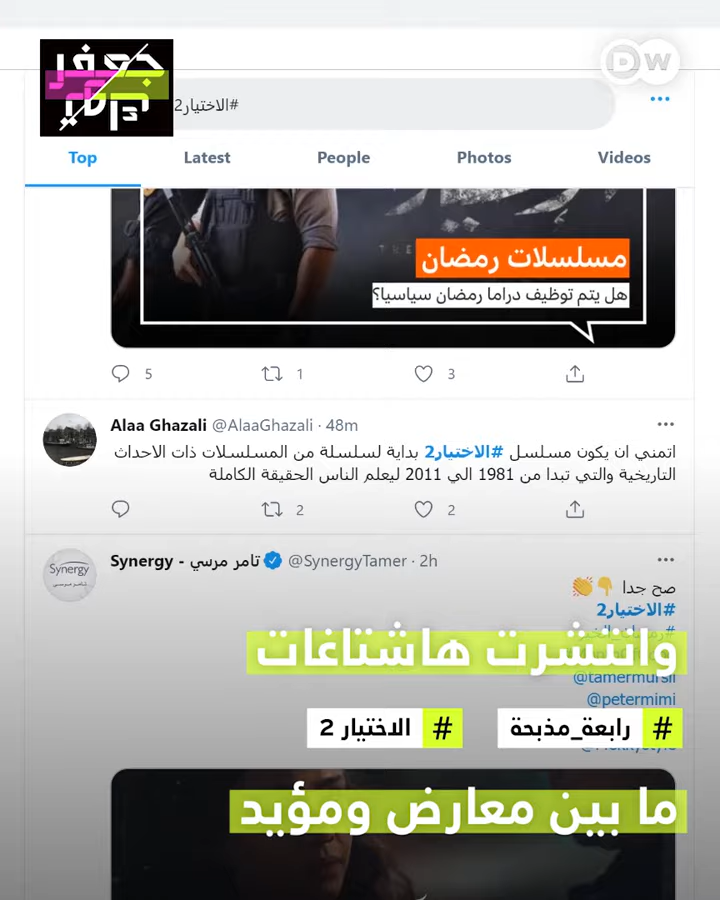 جعفر توك
DW
#الاختيار2
Top Latest People Photos Videos
مسلسلات رمضان
هل يتم توظيف دراما رمضان سياسيا؟
5 1 3
Alaa Ghazali @AlaaGhazali · 48m
اتمني ان يكون مسلسل #الاختيار2 بداية لسلسلة من المسلسلات ذات الاحداث
التاريخية والتي تبدا من 1981 الي 2011 ليعلم الناس الحقيقة الكاملة
2 2
Synergy - تامر مرسي @SynergyTamer · 2h
Synergy
صح جدا 👇👏
#الاختيار2
وانتشرت هاشتاغات
@tamermursii
@petermimi
# رابعة_مذبحة # الاختيار 2
ما بين معارض ومؤيد